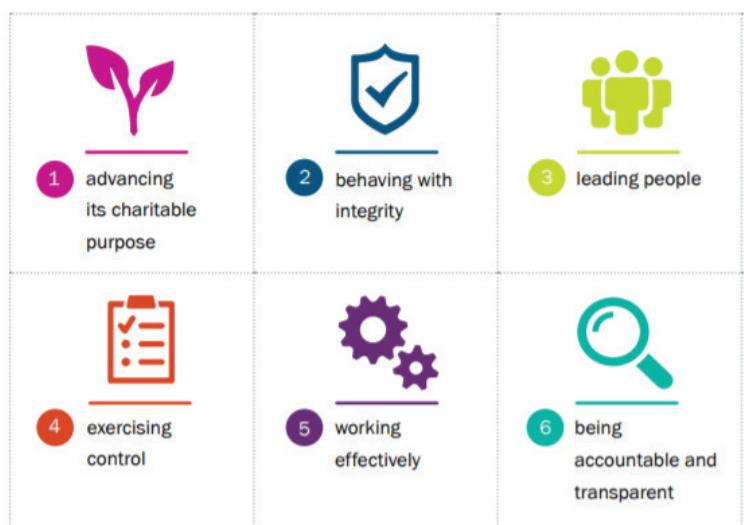 1
advancing
its charitable
purpose
2
behaving with
integrity
3
leading people
4
exercising
control
5
working
effectively
6
being
accountable and
transparent